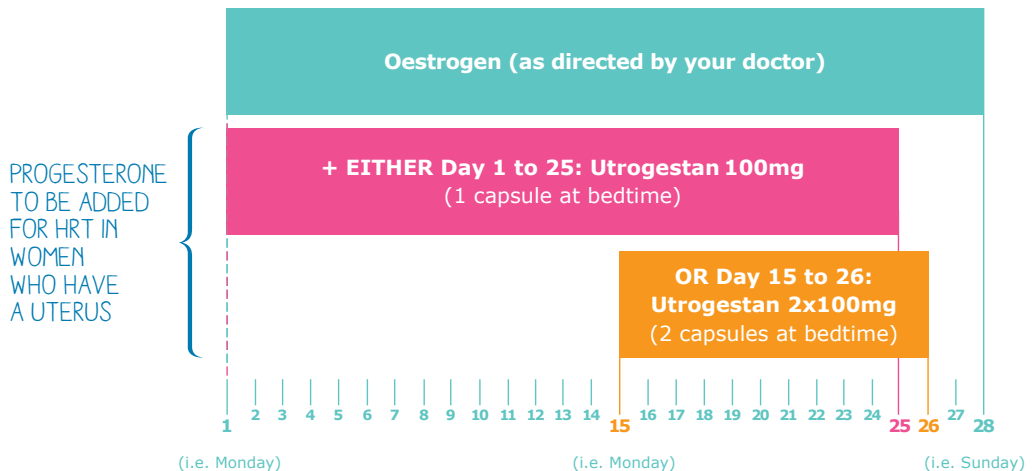 Oestrogen (as directed by your doctor)
PROGESTERONE
TO BE ADDED
FOR HRT IN
WOMEN
WHO HAVE
A UTERUS
+ EITHER Day 1 to 25: Utrogestan 100mg
(1 capsule at bedtime)
OR Day 15 to 26:
Utrogestan 2x100mg
(2 capsules at bedtime)
1 2 3 4 5 6 7 8 9 10 11 12 13 14 15 16 17 18 19 20 21 22 23 24 25 26 27 28
(i.e. Monday) (i.e. Monday) (i.e. Sunday)